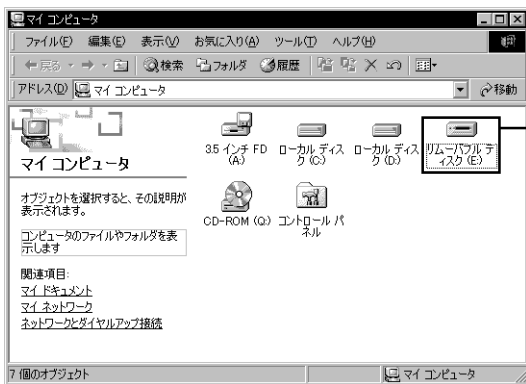 マイ コンピュータ
ファイル(F) 編集(E) 表示(V) お気に入り(A) ツール(T) ヘルプ(H)
戻る 検索 フォルダ 履歴
アドレス(D) マイ コンピュータ 移動
マイ コンピュータ
オブジェクトを選択すると、その説明が
表示されます。
コンピュータのファイルやフォルダを表
示します
関連項目:
マイ ドキュメント
マイ ネットワーク
ネットワークとダイヤルアップ接続
3.5 インチ FD
(A:)
ローカル ディス
ク (C:)
ローカル ディス
ク (D:)
リムーバブル デ
ィスク (E:)
CD-ROM (Q:)
コントロール パ
ネル
7 個のオブジェクト
マイ コンピュータ